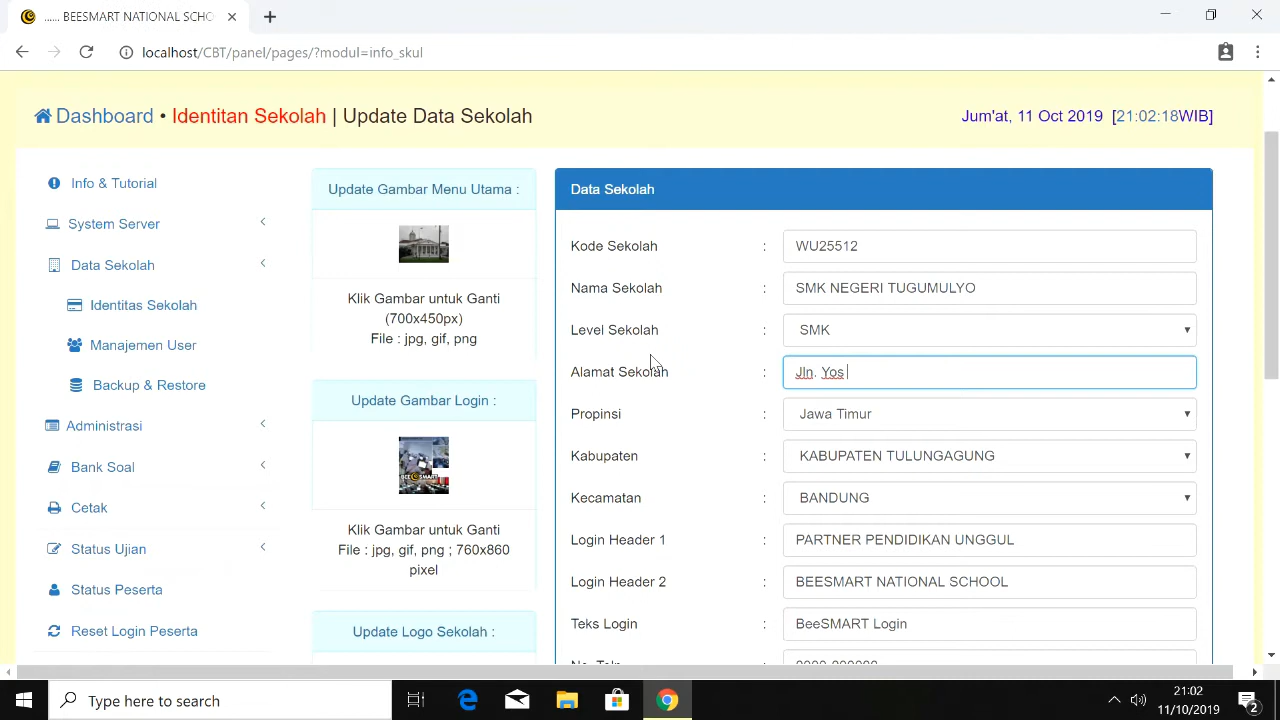 ...... BEESMART NATIONAL SCHO
localhost/CBT/panel/pages/?modul=info_skul
Dashboard • Identitan Sekolah | Update Data Sekolah
Jum'at, 11 Oct 2019 [21:02:18WIB]
Info & Tutorial
System Server
Data Sekolah
Identitas Sekolah
Manajemen User
Backup & Restore
Administrasi
Bank Soal
Cetak
Status Ujian
Status Peserta
Reset Login Peserta
Update Gambar Menu Utama :
Klik Gambar untuk Ganti
(700x450px)
File : jpg, gif, png
Update Gambar Login :
BEE SMART
Klik Gambar untuk Ganti
File : jpg, gif, png ; 760x860
pixel
Update Logo Sekolah :
Data Sekolah
Kode Sekolah : WU25512
Nama Sekolah : SMK NEGERI TUGUMULYO
Level Sekolah : SMK
Alamat Sekolah : Jln. Yos
Propinsi : Jawa Timur
Kabupaten : KABUPATEN TULUNGAGUNG
Kecamatan : BANDUNG
Login Header 1 : PARTNER PENDIDIKAN UNGGUL
Login Header 2 : BEESMART NATIONAL SCHOOL
Teks Login : BeeSMART Login
Type here to search
21:02
11/10/2019
2